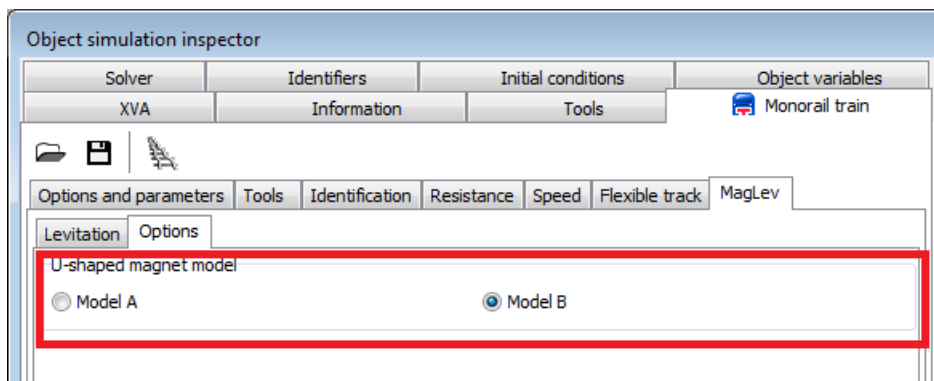 Object simulation inspector
Solver Identifiers Initial conditions Object variables
XVA Information Tools Monorail train
Options and parameters Tools Identification Resistance Speed Flexible track MagLev
Levitation Options
U-shaped magnet model
Model A Model B